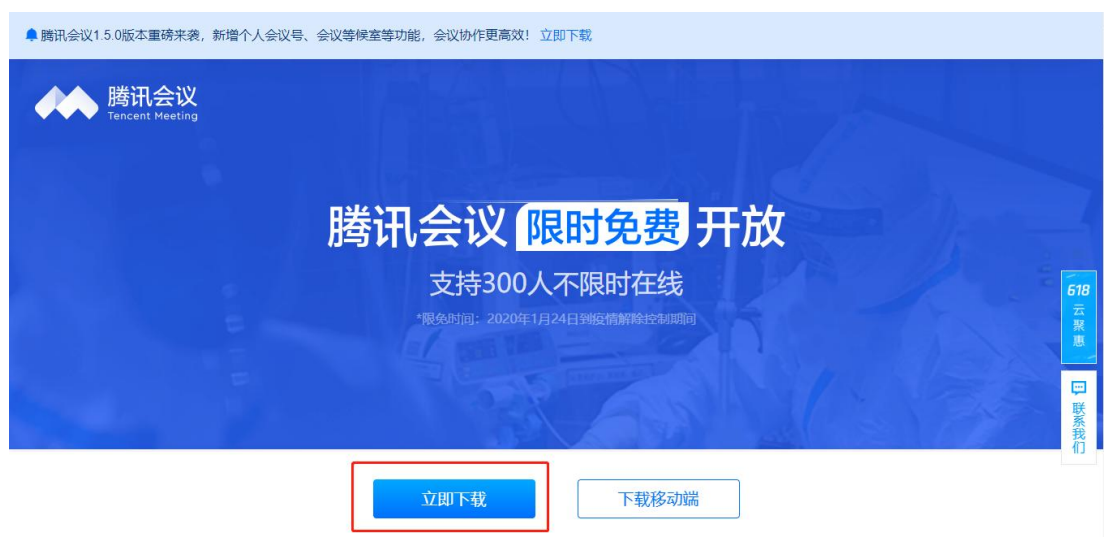 腾讯会议1.5.0版本重磅来袭，新增个人会议号、会议等候室等功能，会议协作更高效！ 立即下载
腾讯会议
Tencent Meeting
腾讯会议 限时免费 开放
支持300人不限时在线
*限免时间：2020年1月24日到疫情解除控制期间
618
云聚惠
联系我们
立即下载
下载移动端